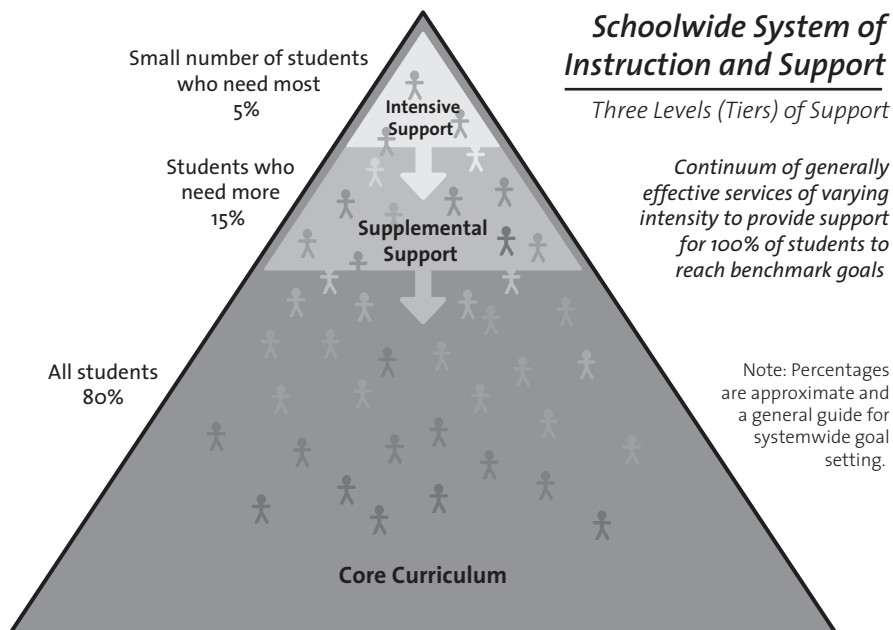 Schoolwide System of
Instruction and Support
Three Levels (Tiers) of Support
Continuum of generally
effective services of varying
intensity to provide support
for 100% of students to
reach benchmark goals
Note: Percentages
are approximate and
a general guide for
systemwide goal
setting.
Small number of students
who need most
5%
Intensive
Support
Students who
need more
15%
Supplemental
Support
All students
80%
Core Curriculum